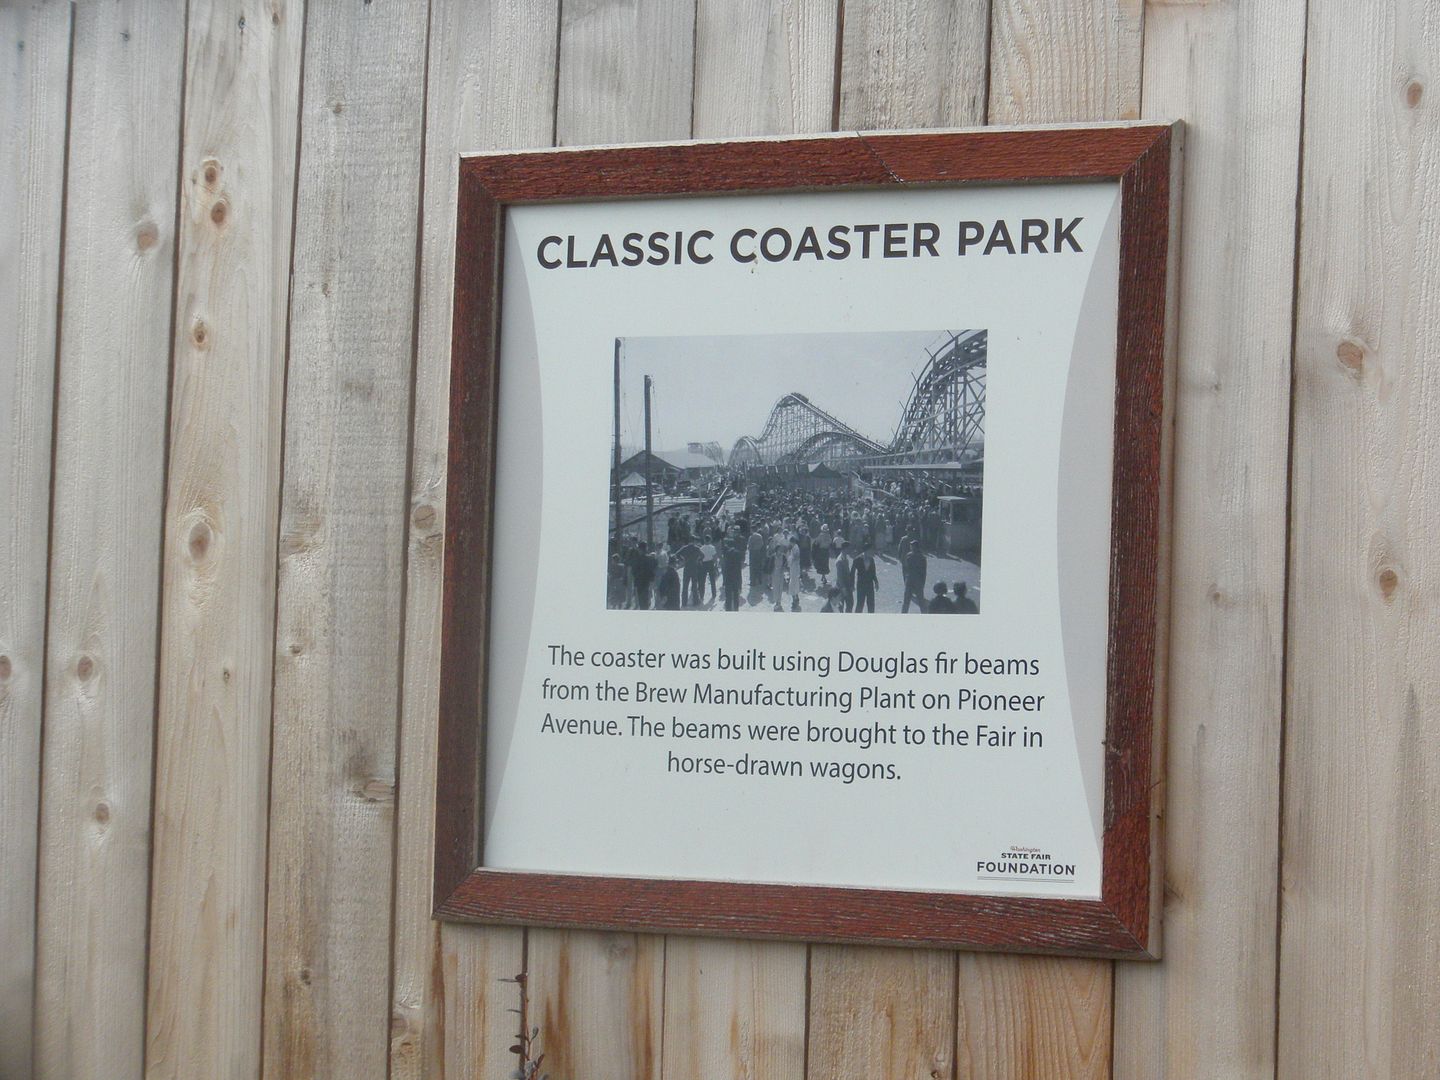 CLASSIC COASTER PARK
The coaster was built using Douglas fir beams
from the Brew Manufacturing Plant on Pioneer
Avenue. The beams were brought to the Fair in
horse-drawn wagons.
Washington
STATE FAIR
FOUNDATION